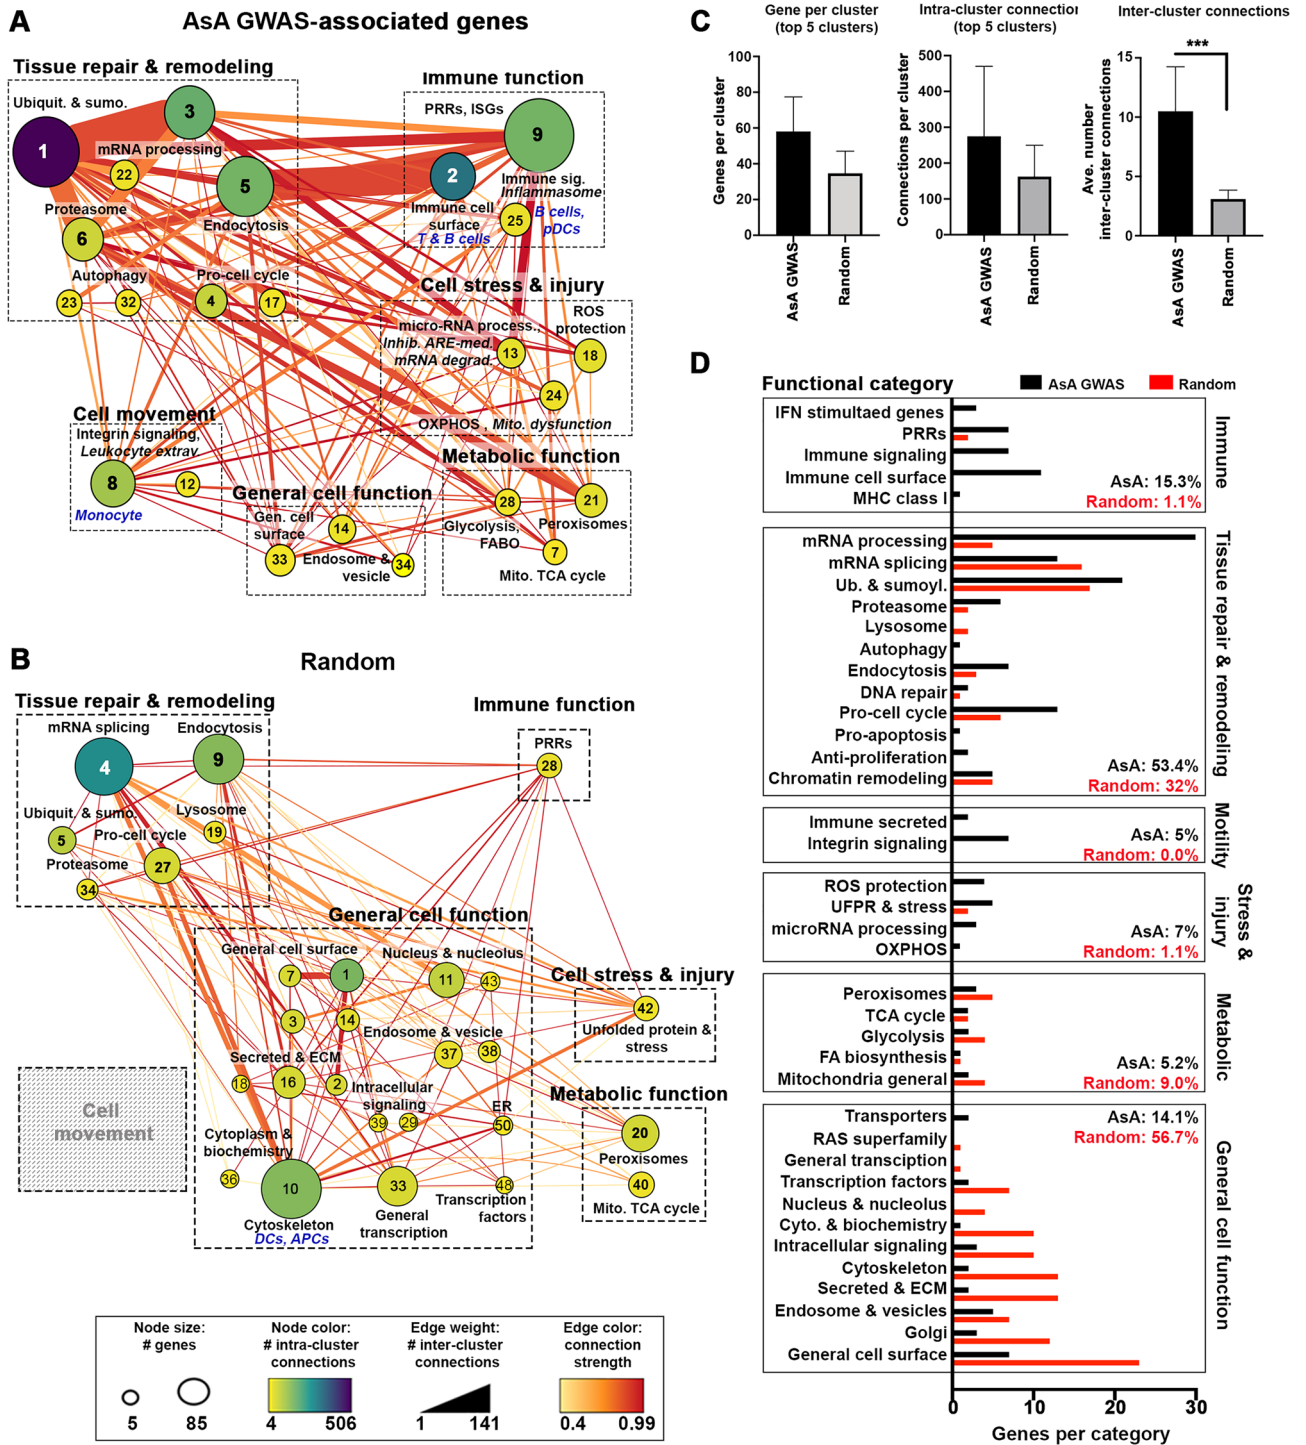 A
AsA GWAS-associated genes
Tissue repair & remodeling
Ubiquit. & sumo.
1
3
mRNA processing
22
5
Proteasome
6
Endocytosis
Autophagy
Pro-cell cycle
23
32
4
17
Immune function
PRRs, ISGs
9
2
Immune sig.
Inflammasome
Immune cell
surface
T & B cells
25
B cells,
pDCs
Cell stress & injury
ROS
protection
micro-RNA process.,
Inhib. ARE-med.
mRNA degrad.
13
18
24
OXPHOS , Mito. dysfunction
Cell movement
Integrin signaling,
Leukocyte extrav.
8
12
Monocyte
General cell function
Gen. cell
surface
14
33
Endosome &
vesicle
34
Metabolic function
28
21
Glycolysis,
FABO
Peroxisomes
7
Mito. TCA cycle
B
Random
Tissue repair & remodeling
mRNA splicing
Endocytosis
4
9
Ubiquit. & sumo.
Lysosome
5
Pro-cell cycle
19
Proteasome
27
34
Immune function
PRRs
28
General cell function
General cell surface
Nucleus & nucleolus
7
1
11
43
3
14
Endosome & vesicle
37
38
Secreted & ECM
18
16
2
Intracellular
signaling
39
29
ER
50
Cytoplasm &
biochemistry
36
10
33
48
Cytoskeleton
DCs, APCs
General
transcription
Transcription
factors
Cell stress & injury
42
Unfolded protein &
stress
Metabolic function
20
Peroxisomes
40
Mito. TCA cycle
Cell
movement
Node size:
# genes
5
85
Node color:
# intra-cluster
connections
4
506
Edge weight:
# inter-cluster
connections
1
141
Edge color:
connection
strength
0.4
0.99
C
Gene per cluster
(top 5 clusters)
Genes per cluster
100
80
60
40
20
0
AsA GWAS
Random
Intra-cluster connection
(top 5 clusters)
Connections per cluster
500
400
300
200
100
0
AsA GWAS
Random
Inter-cluster connections
Ave. number
inter-cluster connections
15
10
5
0
***
AsA GWAS
Random
D
Functional category
AsA GWAS
Random
IFN stimultaed genes
PRRs
Immune signaling
Immune cell surface
MHC class I
AsA: 15.3%
Random: 1.1%
Immune
mRNA processing
mRNA splicing
Ub. & sumoyl.
Proteasome
Lysosome
Autophagy
Endocytosis
DNA repair
Pro-cell cycle
Pro-apoptosis
Anti-proliferation
Chromatin remodeling
AsA: 53.4%
Random: 32%
Tissue repair & remodeling
Immune secreted
Integrin signaling
AsA: 5%
Random: 0.0%
Motility
ROS protection
UFPR & stress
microRNA processing
OXPHOS
AsA: 7%
Random: 1.1%
Stress &
injury
Peroxisomes
TCA cycle
Glycolysis
FA biosynthesis
Mitochondria general
AsA: 5.2%
Random: 9.0%
Metabolic
Transporters
RAS superfamily
General transciption
Transcription factors
Nucleus & nucleolus
Cyto. & biochemistry
Intracellular signaling
Cytoskeleton
Secreted & ECM
Endosome & vesicles
Golgi
General cell surface
AsA: 14.1%
Random: 56.7%
General cell function
0
10
20
30
Genes per category